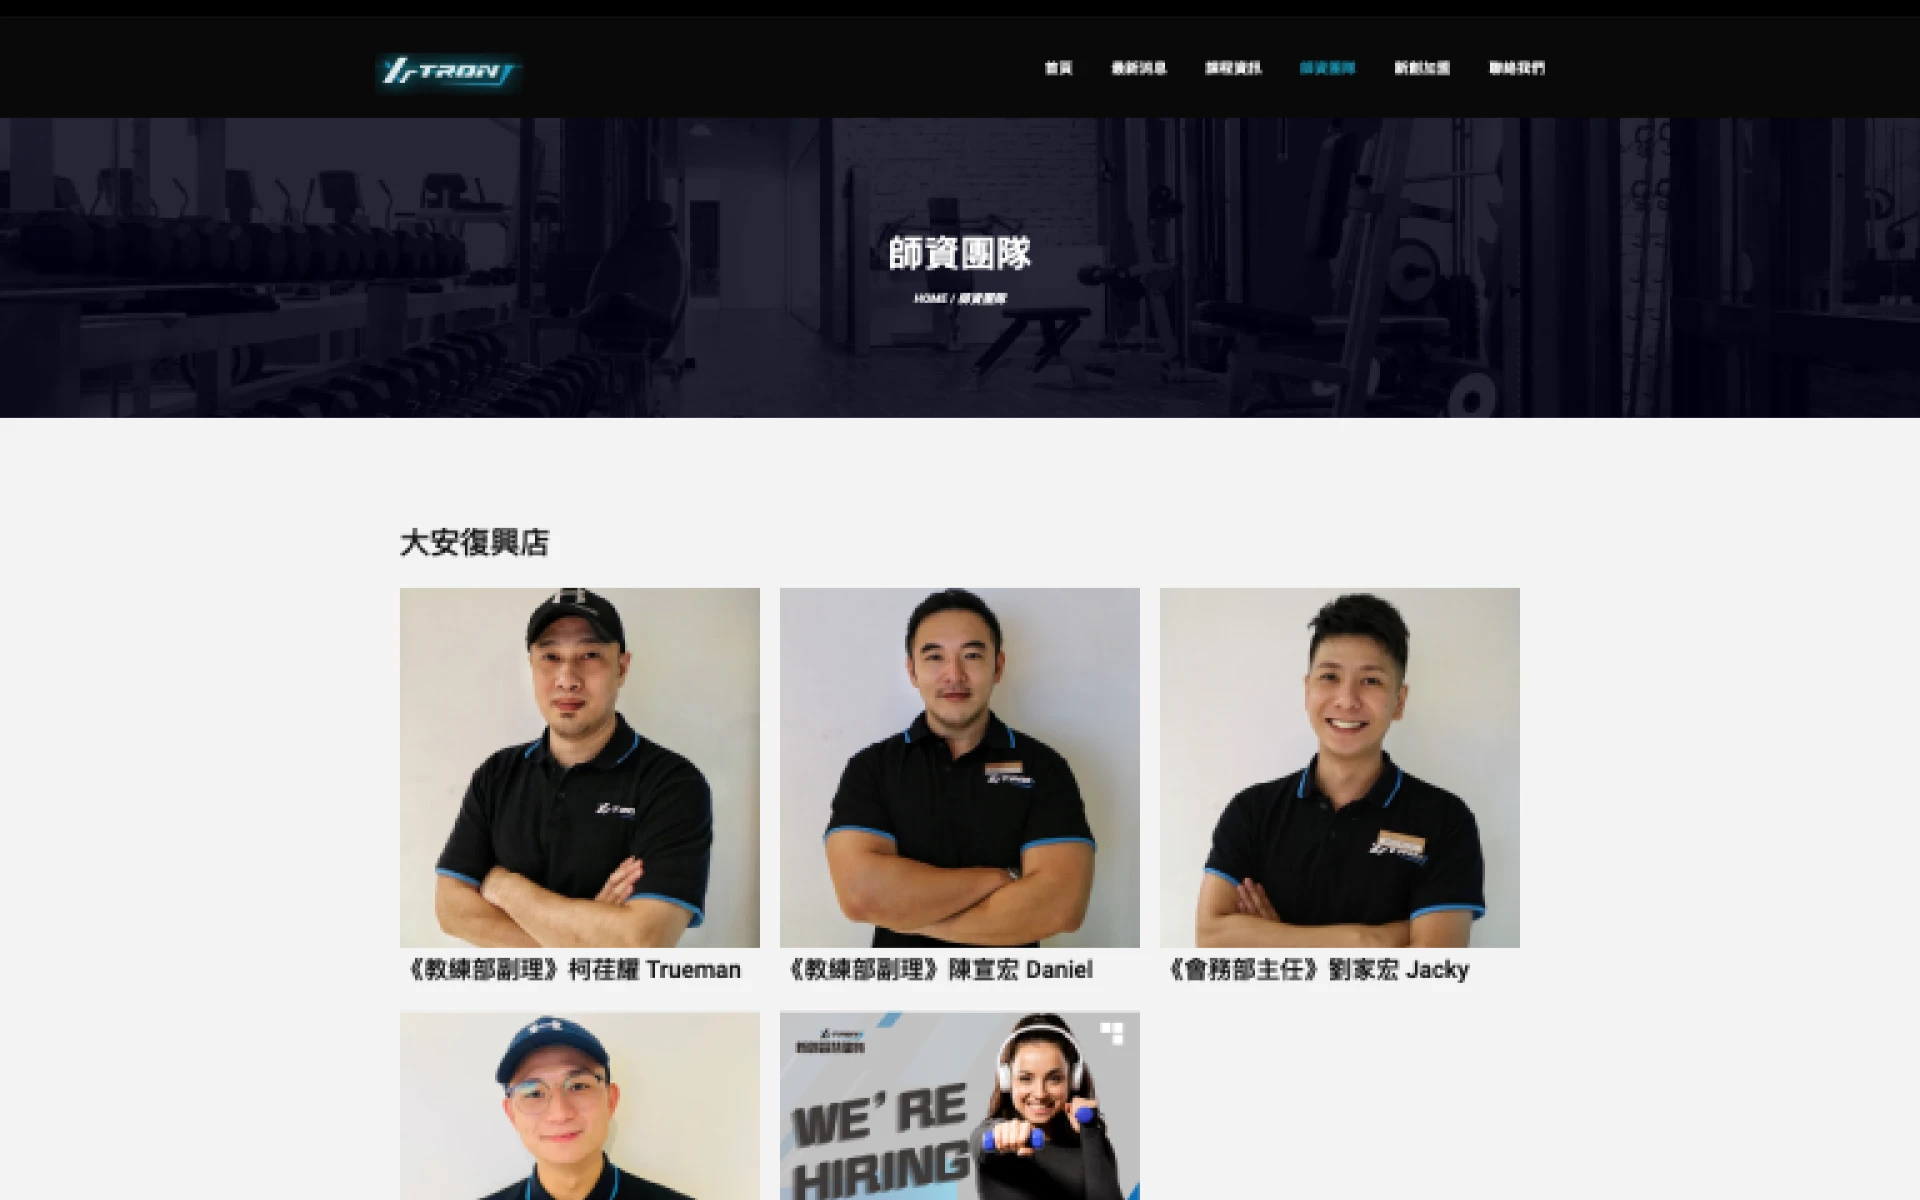 TRON
首頁
最新消息
課程資訊
師資團隊
新創加盟
聯絡我們
師資團隊
HOME / 師資團隊
大安復興店
《教練部副理》柯荏耀 Trueman
《教練部副理》陳宣宏 Daniel
《會務部主任》劉家宏 Jacky
WE'RE
HIRING